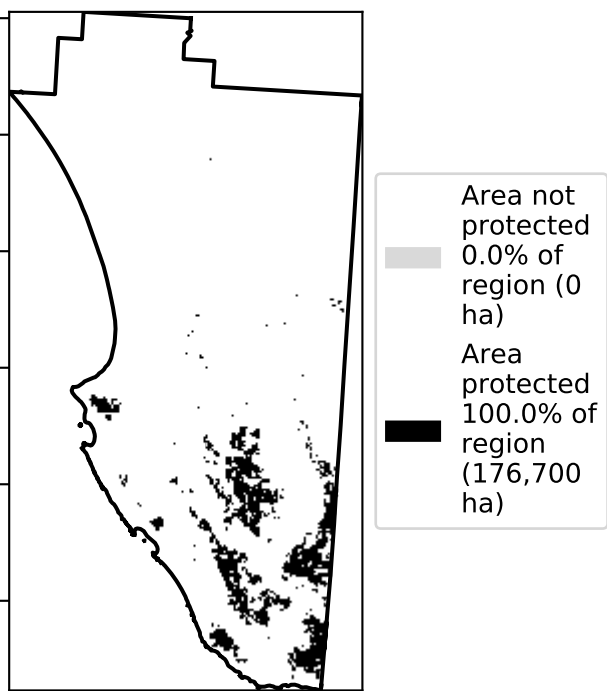 Area not
protected
0.0% of
region (0
ha)
Area
protected
100.0% of
region
(176,700
ha)